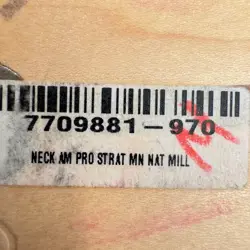 7709881-970
NECK AM PRO STRAT MN NAT MILL